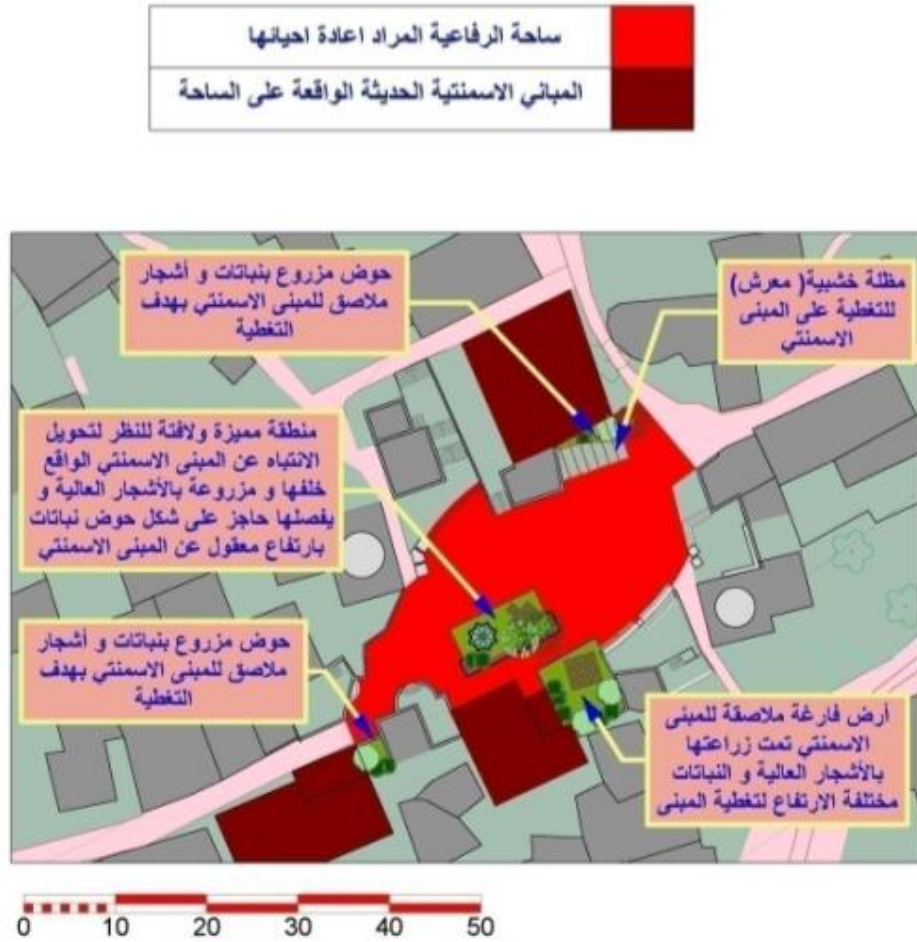 ساحة الرفاعية المراد اعادة احيائها
المباني الاسمنتية الحديثة الواقعة على الساحة
مظلة خشبية( معرش)
للتغطية على المبنى
الاسمنتي
حوض مزروع بنباتات و أشجار
ملاصق للمبنى الاسمنتي بهدف
التغطية
منطقة مميزة ولافتة للنظر لتحويل
الانتباه عن المبنى الاسمنتي الواقع
خلفها و مزروعة بالأشجار العالية و
يفصلها حاجز على شكل حوض نباتات
بارتفاع معقول عن المبنى الاسمنتي
حوض مزروع بنباتات و أشجار
ملاصق للمبنى الاسمنتي بهدف
التغطية
أرض فارغة ملاصقة للمبنى
الاسمنتي تمت زراعتها
بالأشجار العالية و النباتات
مختلفة الارتفاع لتغطية المبنى
0 10 20 30 40 50